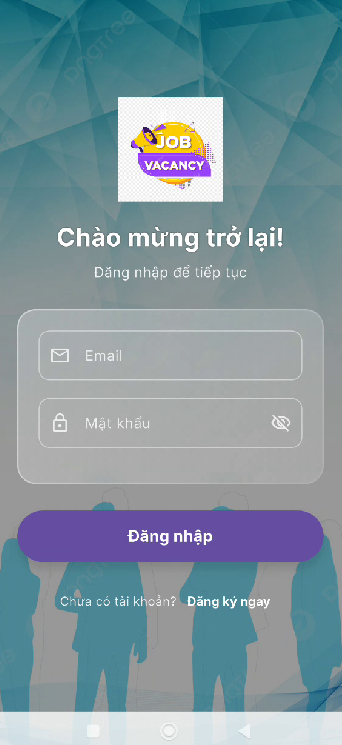 JOB
VACANCY
Chào mừng trở lại!
Đăng nhập để tiếp tục
Email
Mật khẩu
Đăng nhập
Chưa có tài khoản? Đăng ký ngay